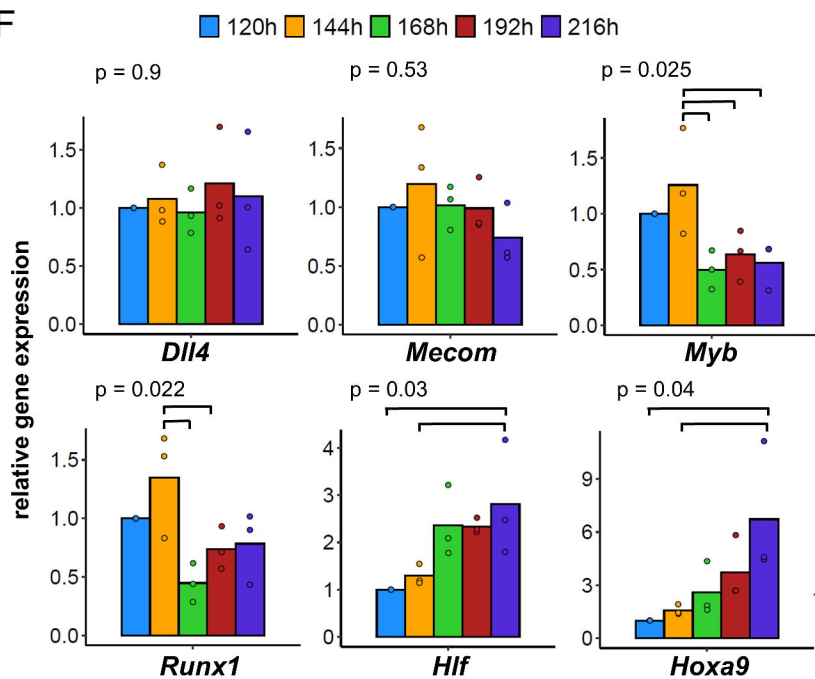 F
120h 144h 168h 192h 216h
p = 0.9
p = 0.53
p = 0.025
relative gene expression
1.5
1.0
0.5
0.0
Dll4
1.5
1.0
0.5
0.0
Mecom
1.5
1.0
0.5
0.0
Myb
p = 0.022
p = 0.03
p = 0.04
1.5
1.0
0.5
0.0
Runx1
4
3
2
1
0
Hlf
9
6
3
0
Hoxa9